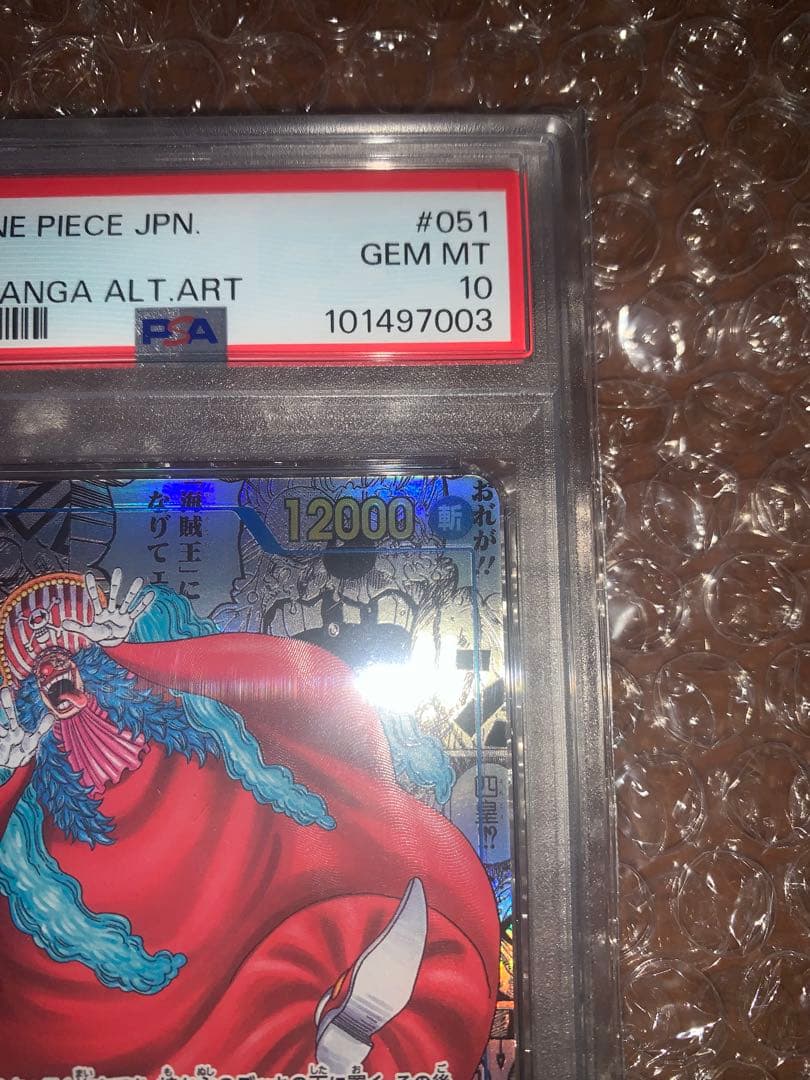 NE PIECE JPN. #051
GEM MT
ANGA ALT.ART 10
PSA 101497003
12000 斬
おれが!!
「海賊王」に
なりてェ
四皇!?